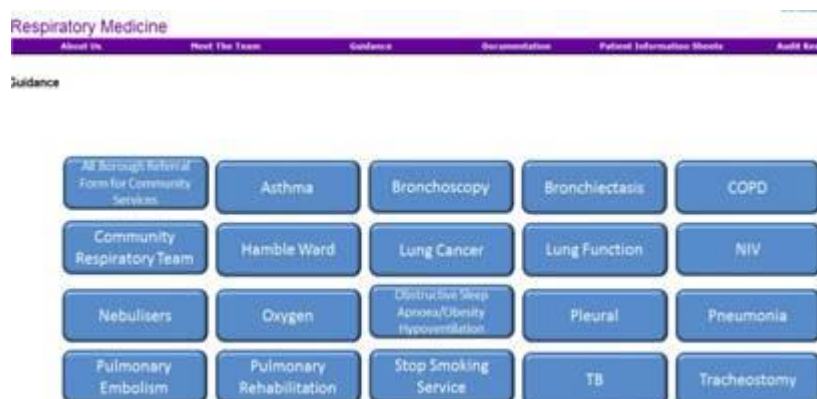 Respiratory Medicine
About Us Meet The Team Guidance Documentation Patient Information Sheets Audit
Guidance
All Borough Referral
Form for Community
Services
Asthma
Bronchoscopy
Bronchiectasis
COPD
Community
Respiratory Team
Hamble Ward
Lung Cancer
Lung Function
NIV
Nebulisers
Oxygen
Obstructive Sleep
Apnoea/Obesity
Hypoventilation
Pleural
Pneumonia
Pulmonary
Embolism
Pulmonary
Rehabilitation
Stop Smoking
Service
TB
Tracheostomy